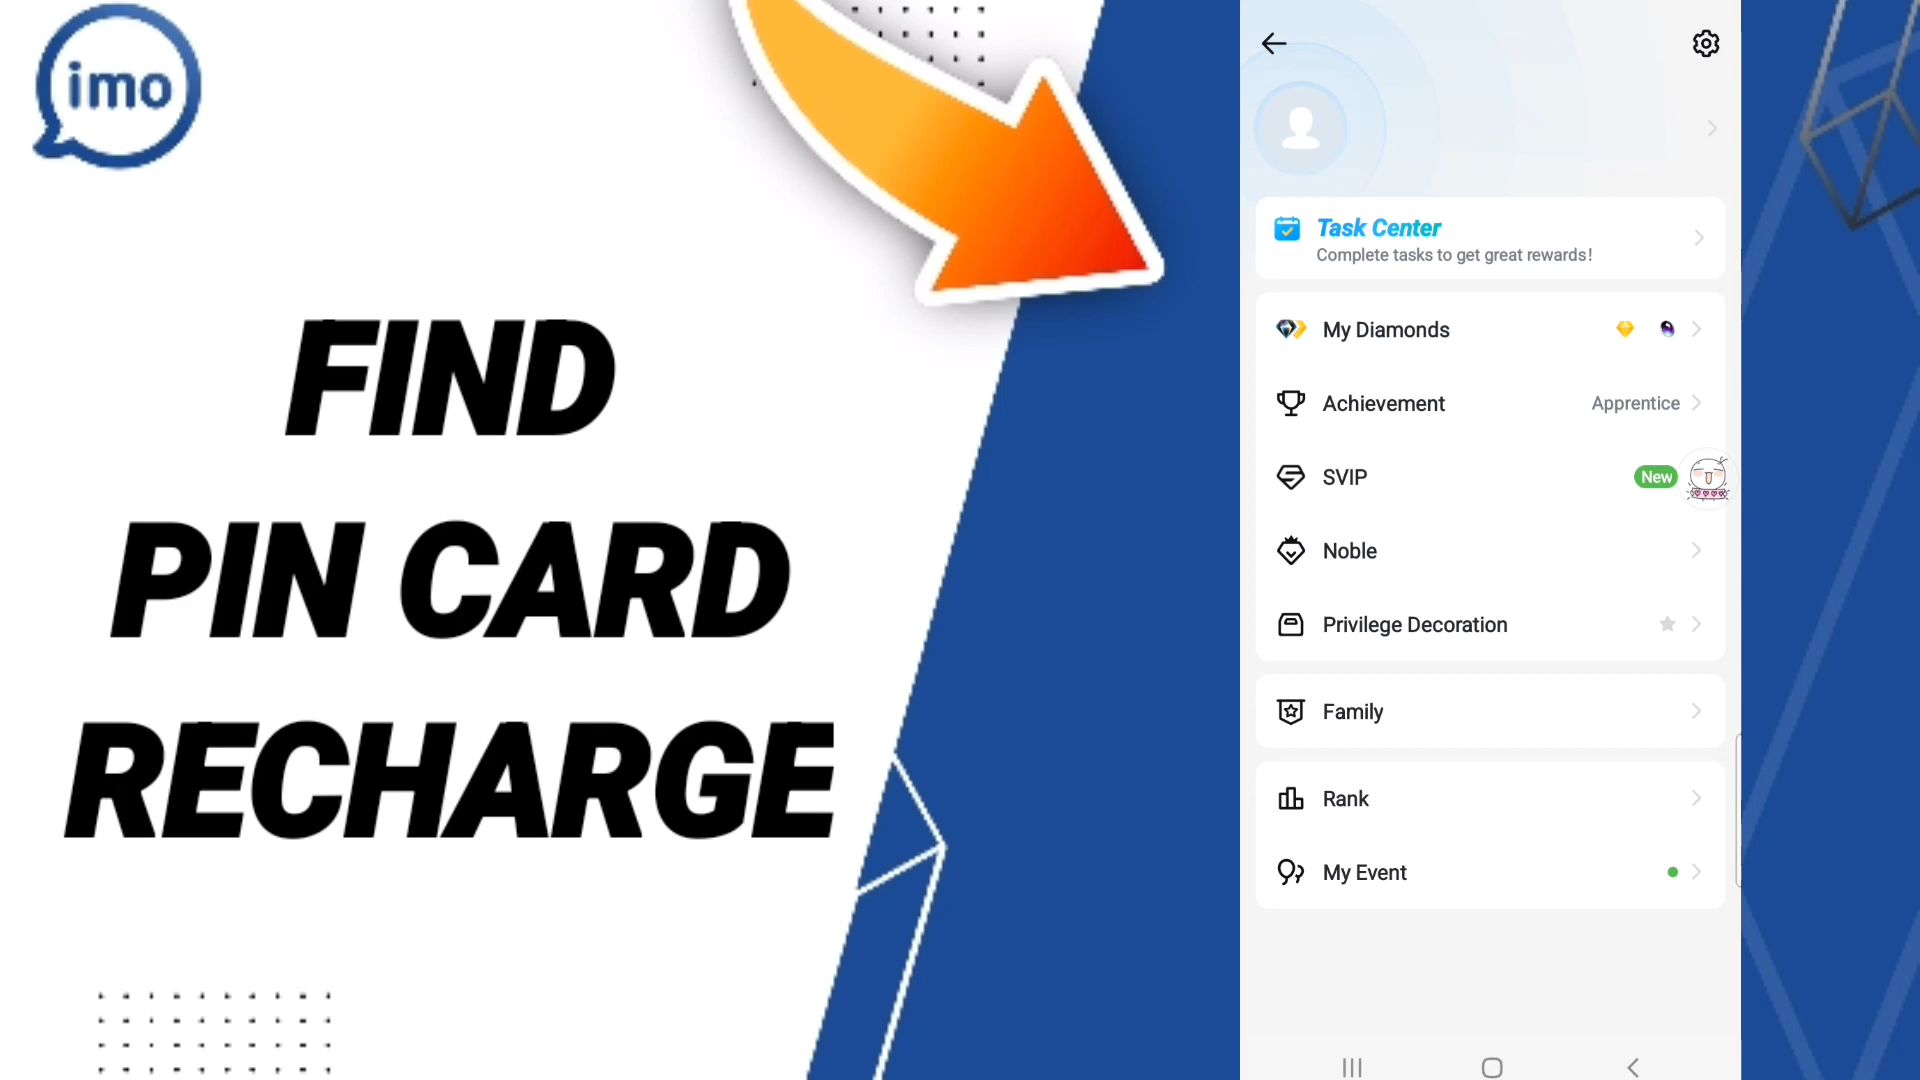 imo
FIND
PIN CARD
RECHARGE
Task Center
Complete tasks to get great rewards!
My Diamonds
Achievement Apprentice
SVIP New
Noble
Privilege Decoration
Family
Rank
My Event